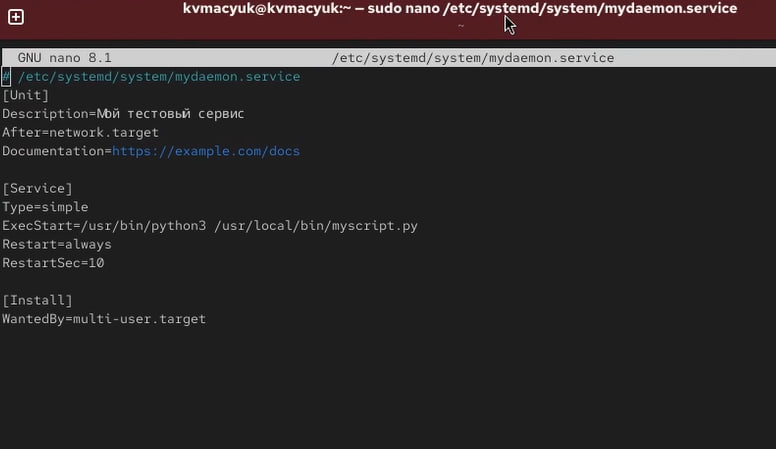 kvmacyuk@kvmacyuk:~ — sudo nano /etc/systemd/system/mydaemon.service
~
GNU nano 8.1 /etc/systemd/system/mydaemon.service
# /etc/systemd/system/mydaemon.service
[Unit]
Description=Мой тестовый сервис
After=network.target
Documentation=https://example.com/docs
[Service]
Type=simple
ExecStart=/usr/bin/python3 /usr/local/bin/myscript.py
Restart=always
RestartSec=10
[Install]
WantedBy=multi-user.target